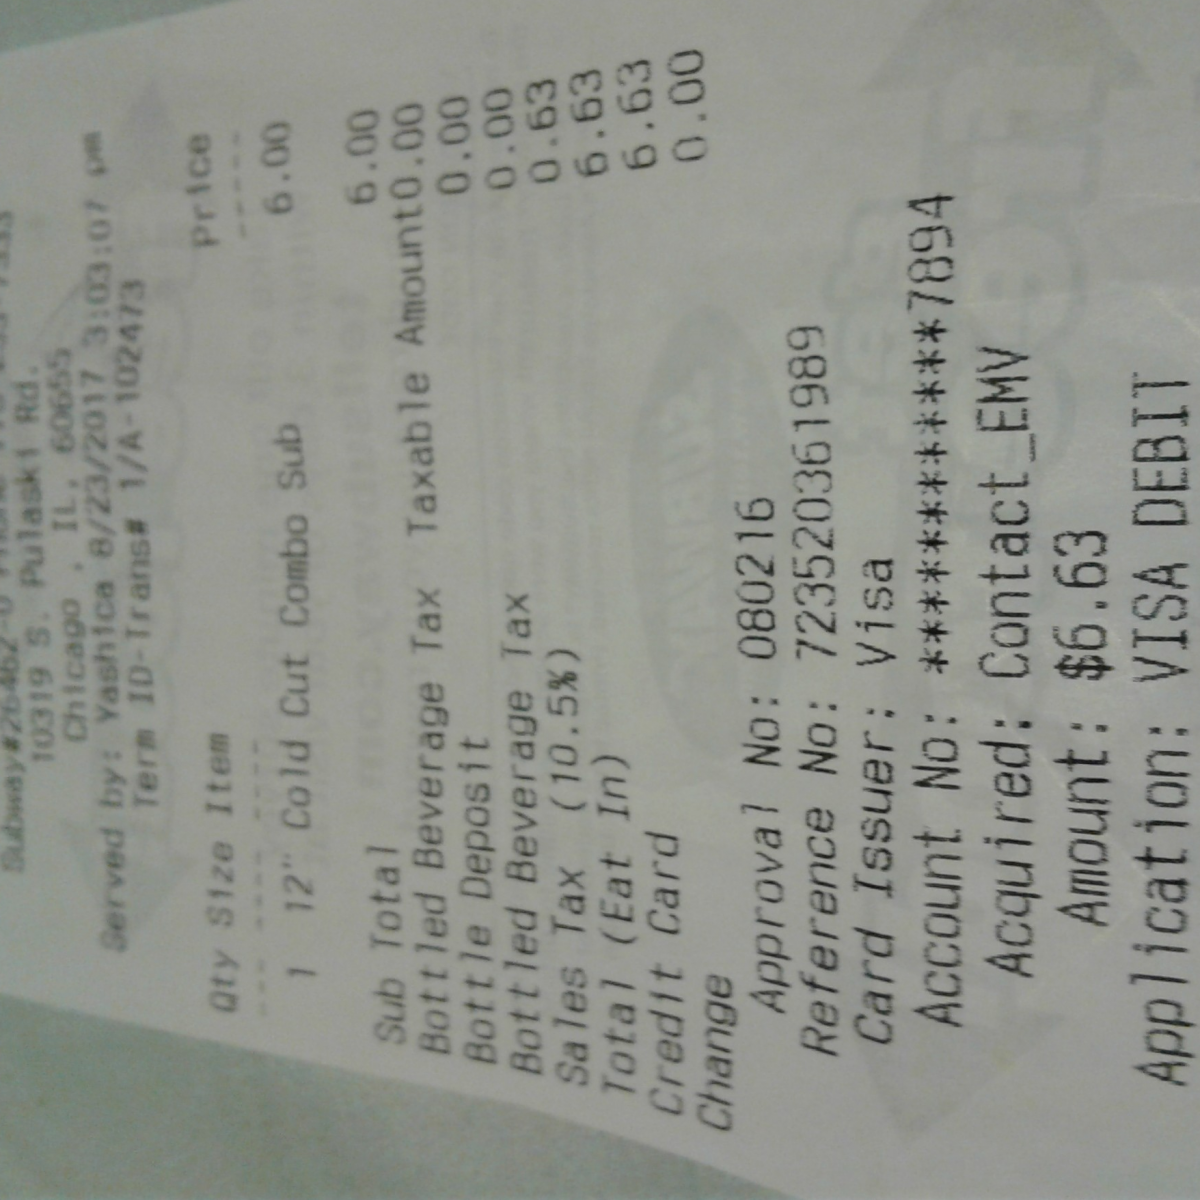 Subway#26462-0
10319 S. Pulaski Rd.
Chicago , IL, 60655
Served by: Yashica 8/23/2017 3:03:07 pm
Term ID-Trans# 1/A-102473
Qty Size Item Price
--- ---- ---- -----
1 12" Cold Cut Combo Sub 6.00
Sub Total 6.00
Bottled Beverage Tax Taxable Amount0.00
Bottle Deposit 0.00
Bottled Beverage Tax 0.00
Sales Tax (10.5%) 0.63
Total (Eat In) 6.63
Credit Card 6.63
Change 0.00
Approval No: 080216
Reference No: 723520361989
Card Issuer: Visa
Account No: ************7894
Acquired: Contact_EMV
Amount: $6.63
Application: VISA DEBIT